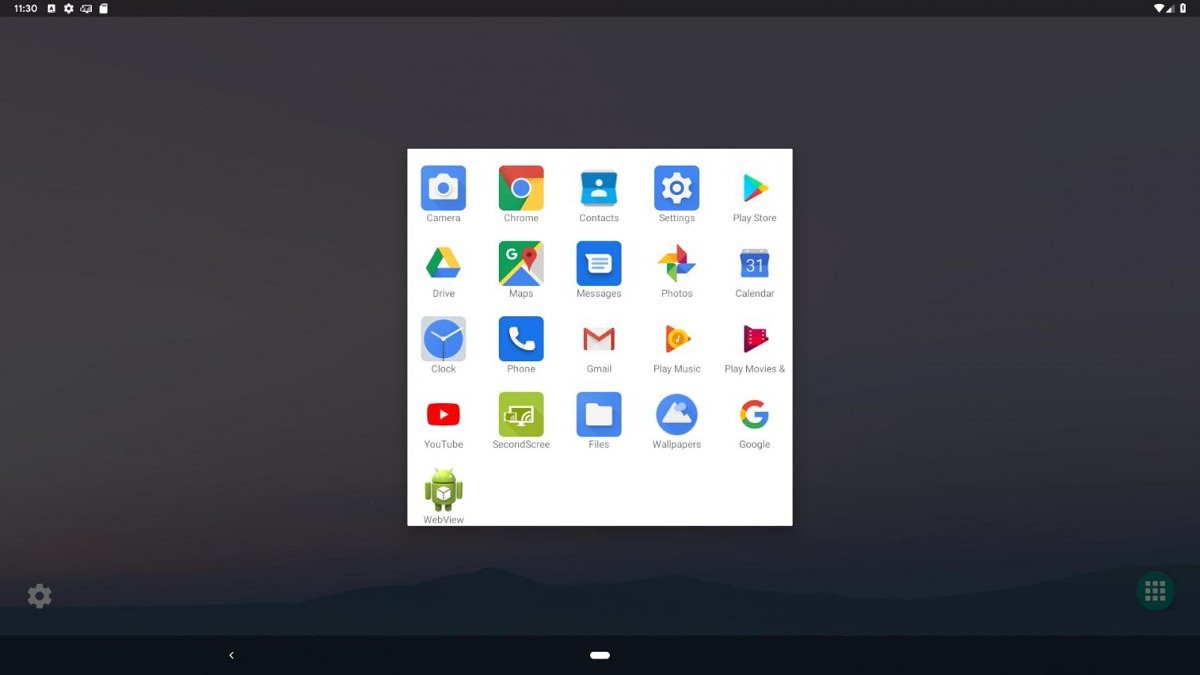 11:30
Camera Chrome Contacts Settings Play Store
Drive Maps Messages Photos Calendar
G
31
Clock Phone Gmail Play Music Play Movies &
YouTube SecondScree Files Wallpapers Google
WebView